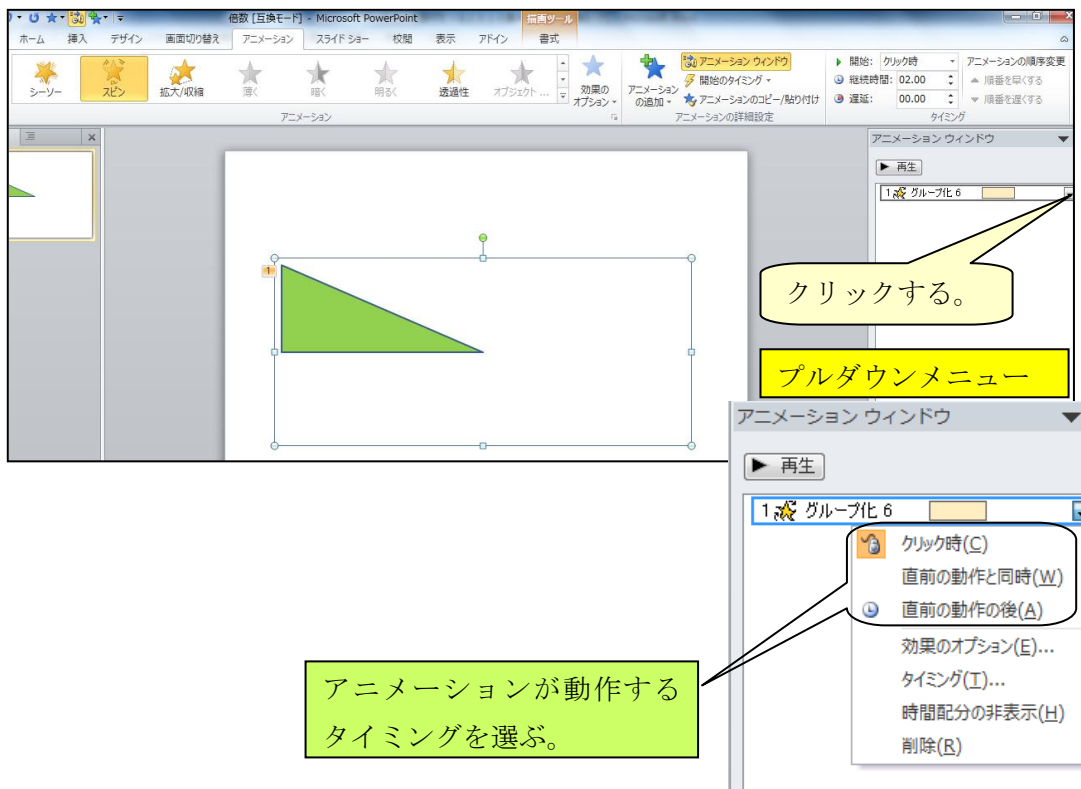 倍数 [互換モード] - Microsoft PowerPoint
描画ツール
ホーム 挿入 デザイン 画面切り替え アニメーション スライド ショー 校閲 表示 アドイン 書式
シーソー スピン 拡大/収縮 薄く 暗く 明るく 透過性 オブジェクト ...
効果の
オプション
アニメーション
の追加
アニメーション ウィンドウ
開始のタイミング
アニメーションのコピー/貼り付け
開始: クリック時
継続時間: 02.00
遅延: 00.00
アニメーションの順序変更
順番を早くする
順番を遅くする
アニメーション アニメーションの詳細設定 タイミング
アニメーション ウィンドウ
再生
1 グループ化 6
1
クリックする。
プルダウンメニュー
アニメーション ウィンドウ
再生
1 グループ化 6
クリック時(C)
直前の動作と同時(W)
直前の動作の後(A)
効果のオプション(E)...
タイミング(T)...
時間配分の非表示(H)
削除(R)
アニメーションが動作する
タイミングを選ぶ。